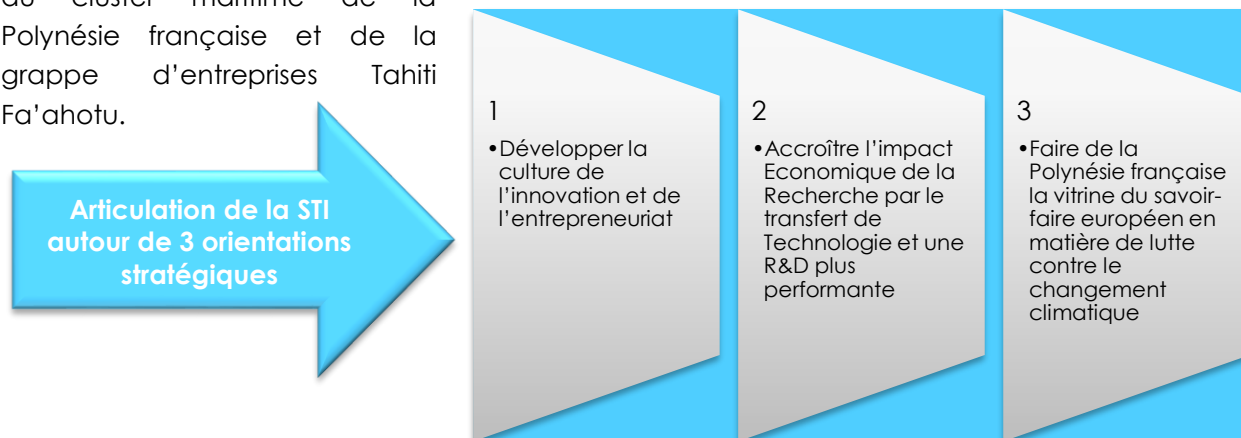 du cluster maritime de la
Polynésie française et de la
grappe d'entreprises Tahiti
Fa'ahotu.
Articulation de la STI
autour de 3 orientations
stratégiques
1
•Développer la
culture de
l'innovation et de
l'entrepreneuriat
2
•Accroître l'impact
Economique de la
Recherche par le
transfert de
Technologie et une
R&D plus
performante
3
•Faire de la
Polynésie française
la vitrine du savoir-
faire européen en
matière de lutte
contre le
changement
climatique